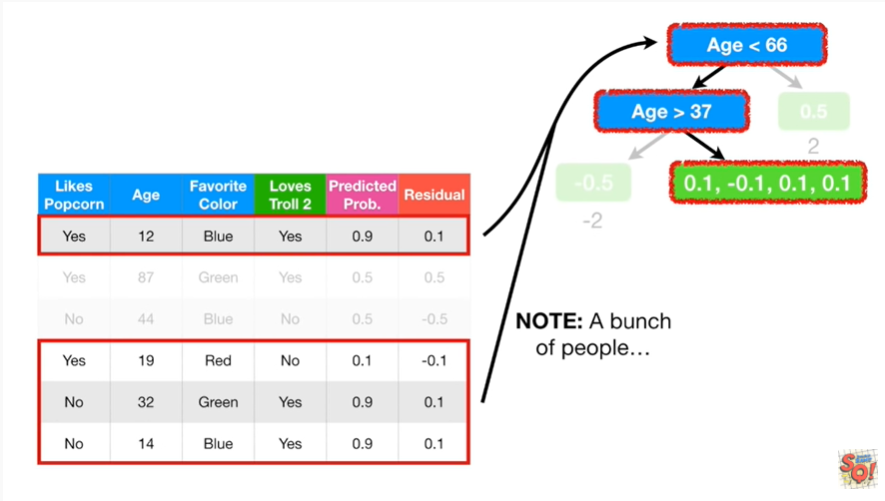 Age < 66
Age > 37
0.5
2
-0.5
0.1, -0.1, 0.1, 0.1
-2
Likes Popcorn Age Favorite Color Loves Troll 2 Predicted Prob. Residual
Yes 12 Blue Yes 0.9 0.1
Yes 87 Green Yes 0.5 0.5
No 44 Blue No 0.5 -0.5
Yes 19 Red No 0.1 -0.1
No 32 Green Yes 0.9 0.1
No 14 Blue Yes 0.9 0.1
NOTE: A bunch
of people…
SQ!